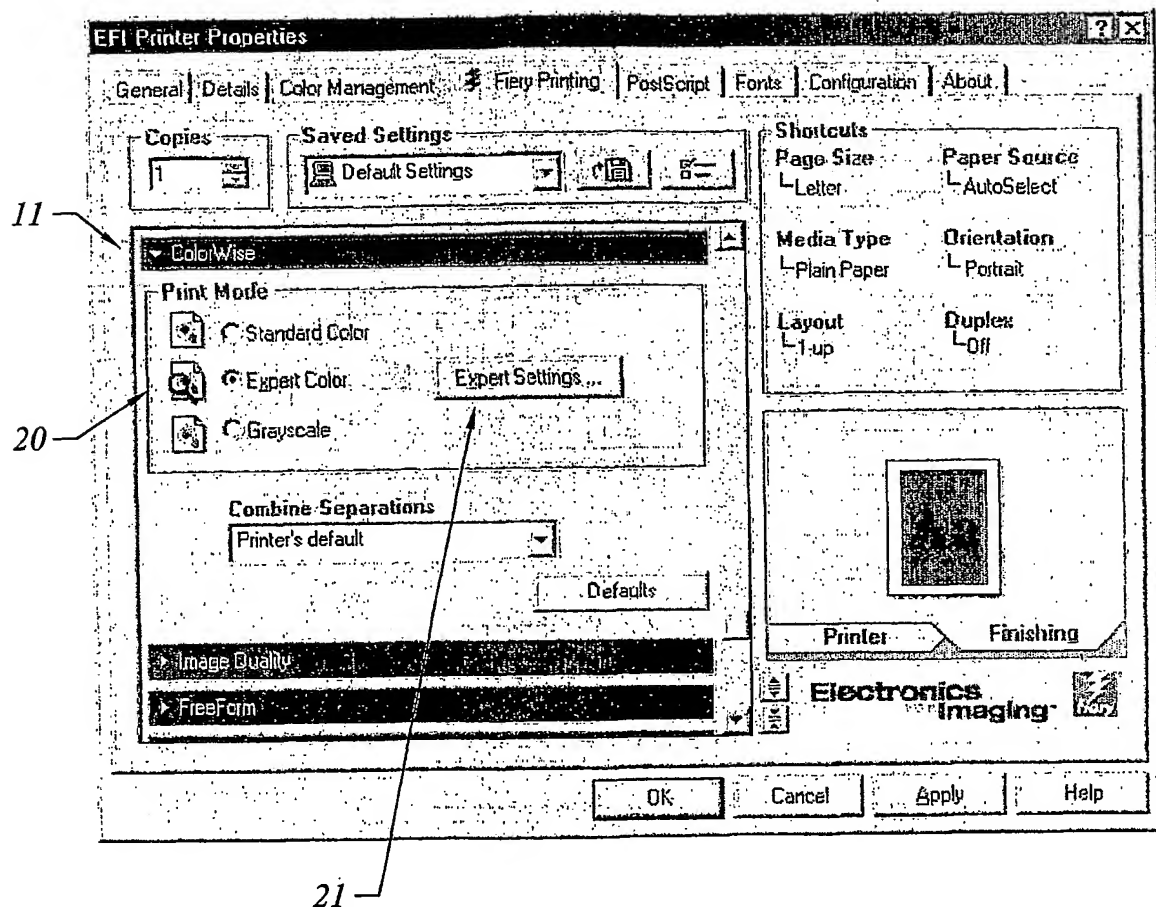 EFI Printer Properties
General Details Color Management Fiery Printing PostScript Fonts Configuration About
Copies
1
Saved Settings
Default Settings
11
ColorWise
Print Mode
Standard Color
Expert Color
Expert Settings ...
20
Grayscale
Combine Separations
Printer's default
Defaults
Image Quality
FreeForm
Shortcuts
Page Size
Letter
Paper Source
AutoSelect
Media Type
Plain Paper
Orientation
Portrait
Layout
1-up
Duplex
Off
Printer Finishing
Electronics
Imaging
OK Cancel Apply Help
21